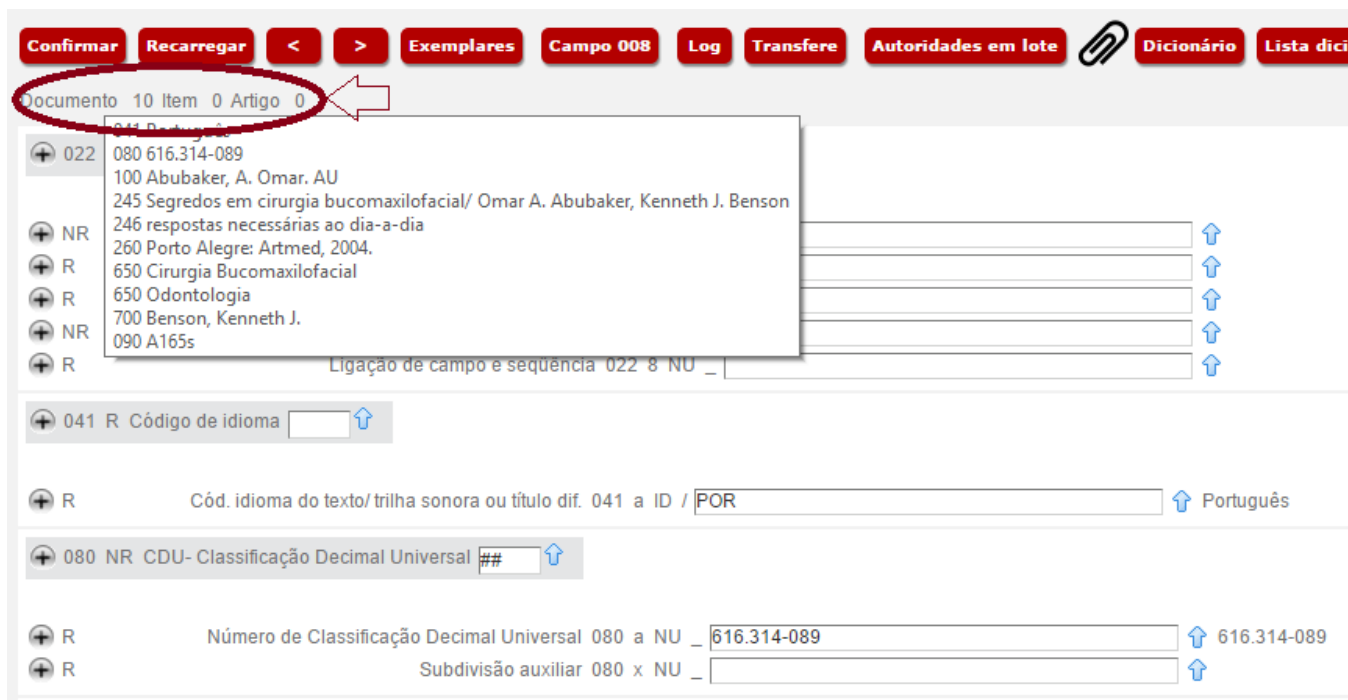 Confirmar Recarregar < > Exemplares Campo 008 Log Transfere Autoridades em lote Dicionário Lista dici
Documento 10 Item 0 Artigo 0
041 Português
022
080 616.314-089
100 Abubaker, A. Omar. AU
245 Segredos em cirurgia bucomaxilofacial/ Omar A. Abubaker, Kenneth J. Benson
246 respostas necessárias ao dia-a-dia
NR
260 Porto Alegre: Artmed, 2004.
R
650 Cirurgia Bucomaxilofacial
650 Odontologia
R
700 Benson, Kenneth J.
NR
090 A165s
R Ligação de campo e seqüência 022 8 NU _
041 R Código de idioma
R Cód. idioma do texto/ trilha sonora ou título dif. 041 a ID / POR Português
080 NR CDU- Classificação Decimal Universal ##
R Número de Classificação Decimal Universal 080 a NU _ 616.314-089 616.314-089
R Subdivisão auxiliar 080 x NU _